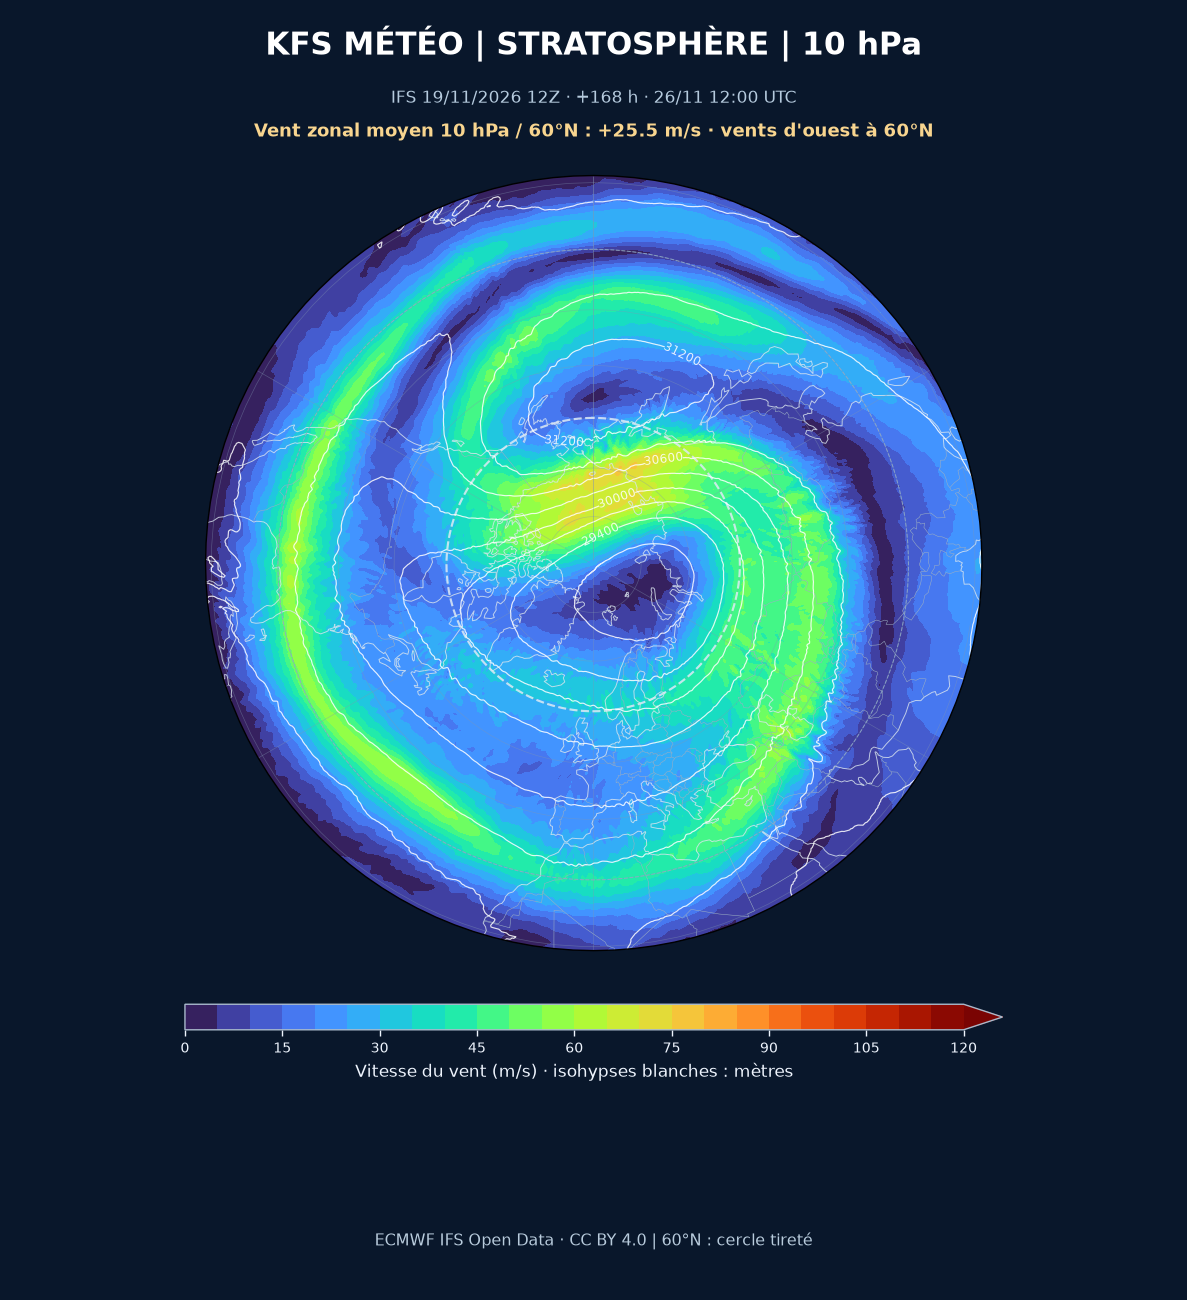 KFS MÉTÉO | STRATOSPHÈRE | 10 hPa
IFS 19/11/2026 12Z · +168 h · 26/11 12:00 UTC
Vent zonal moyen 10 hPa / 60°N : +25.5 m/s · vents d'ouest à 60°N
31200
31200
30600
30000
29400
0 15 30 45 60 75 90 105 120
Vitesse du vent (m/s) · isohypses blanches : mètres
ECMWF IFS Open Data · CC BY 4.0 | 60°N : cercle tireté